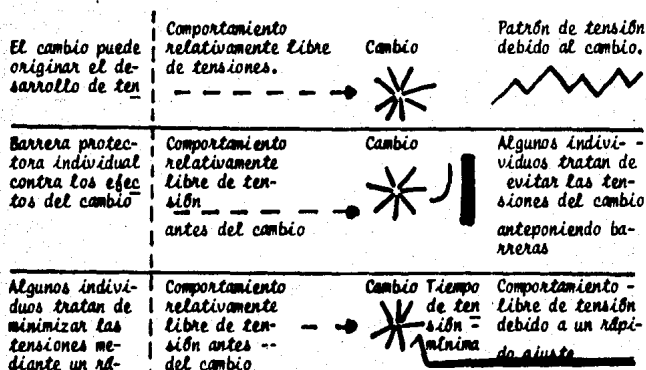 El cambio puede
originar el de-
sarrollo de ten
Comportamiento
relativamente libre
de tensiones.
Cambio
Patrón de tensión
debido al cambio.
Barrera protec-
tora individual
contra los efec
tos del cambio
Comportamiento
relativamente
libre de ten-
sión
antes del cambio
Cambio
Algunos indivi- -
viduos tratan de
evitar las ten-
siones del cambio
anteponiendo ba-
rreras
Algunos indivi-
duos tratan de
minimizar las
tensiones me-
diante un rá-
Comportamiento
relativamente
libre de ten-
sión antes --
del cambio
Cambio
Tiempo
de ten
sión =
mínima
Comportamiento -
libre de tensión
debido a un rápi-
do ajuste